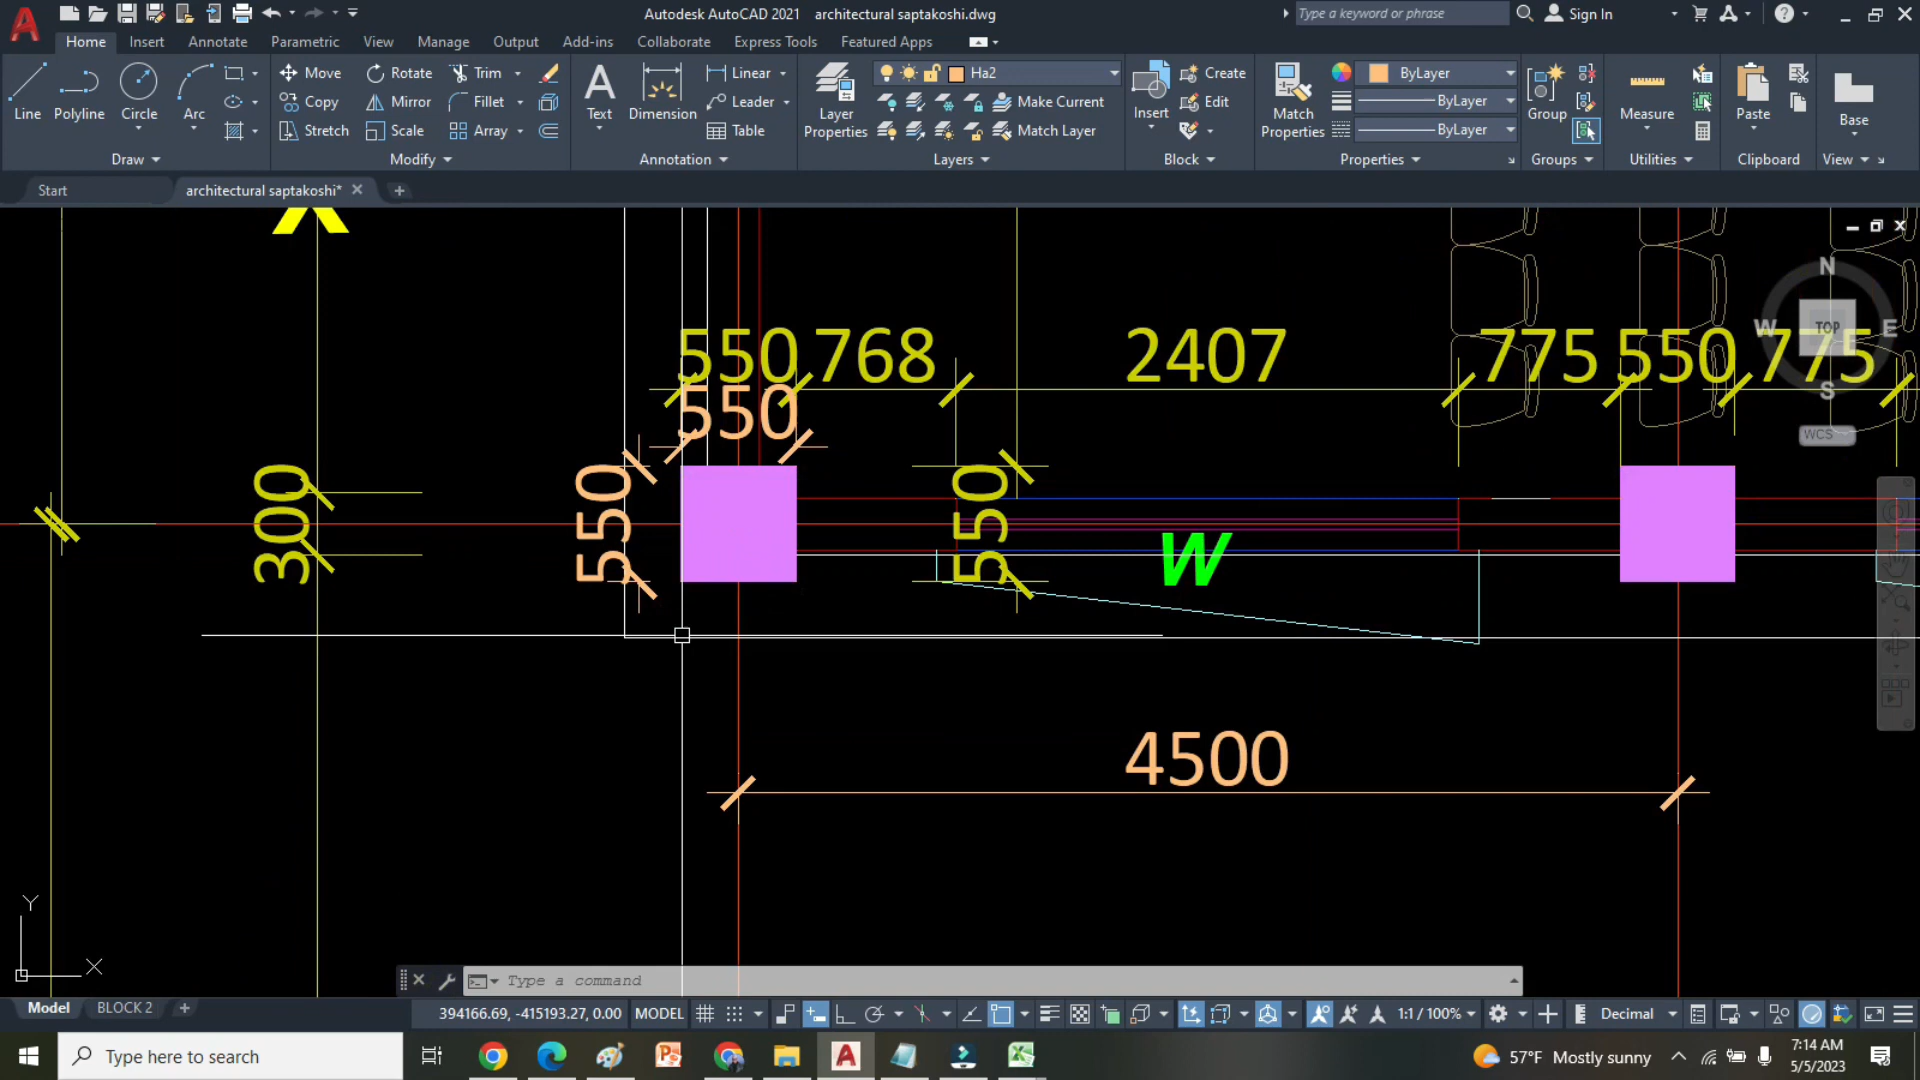 Autodesk AutoCAD 2021 architectural saptakoshi.dwg
Type a keyword or phrase
Sign In
Home Insert Annotate Parametric View Manage Output Add-ins Collaborate Express Tools Featured Apps
Line Polyline Circle Arc
Move Rotate Trim
Copy Mirror Fillet
Stretch Scale Array
Text Dimension
Linear
Leader
Table
Layer Properties
Ha2
Make Current
Match Layer
Insert
Create
Edit
Match Properties
ByLayer
ByLayer
ByLayer
Group
Measure
Paste
Base
Draw Modify Annotation Layers Block Properties Groups Utilities Clipboard View
Start architectural saptakoshi*
X
N
W TOP E
S
WCS
550 768 2407 775 550 775
550
300
550
550
W
4500
Y
X
Type a command
Model BLOCK 2
394166.69, -415193.27, 0.00 MODEL
1:1 / 100%
Decimal
Type here to search
57°F Mostly sunny
7:14 AM
5/5/2023